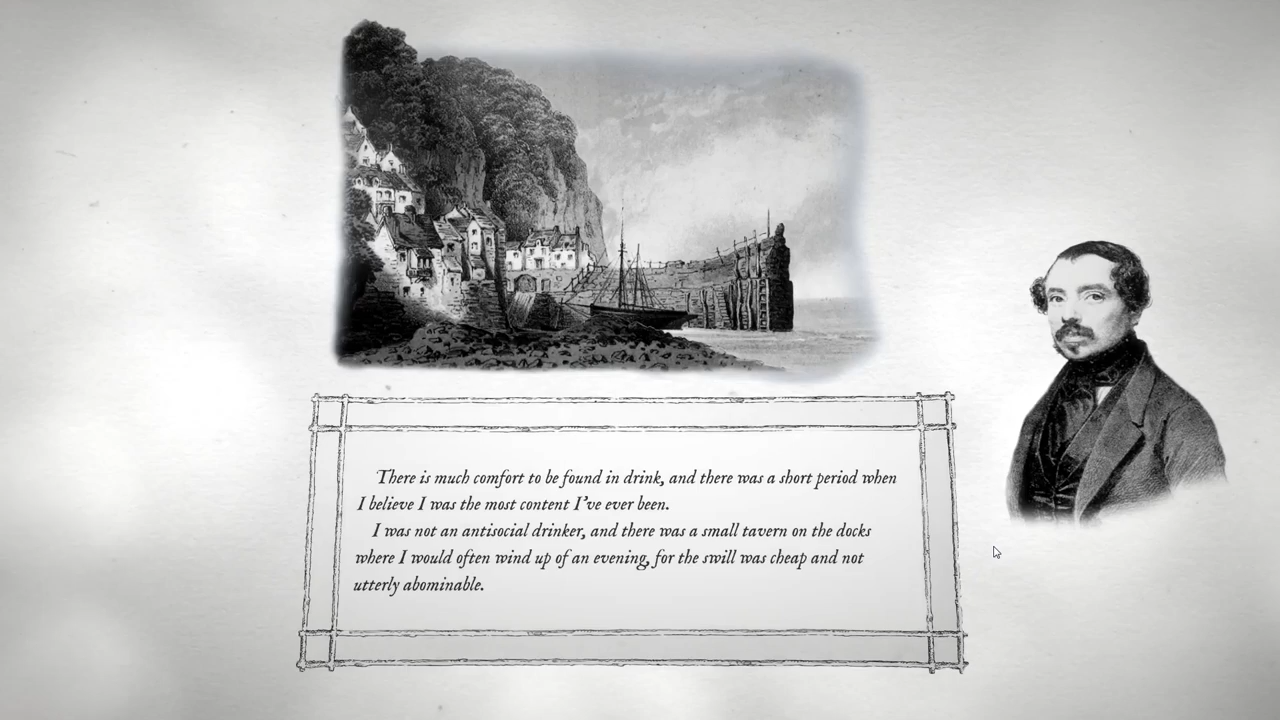 There is much comfort to be found in drink, and there was a short period when
I believe I was the most content I've ever been.
I was not an antisocial drinker, and there was a small tavern on the docks
where I would often wind up of an evening, for the swill was cheap and not
utterly abominable.